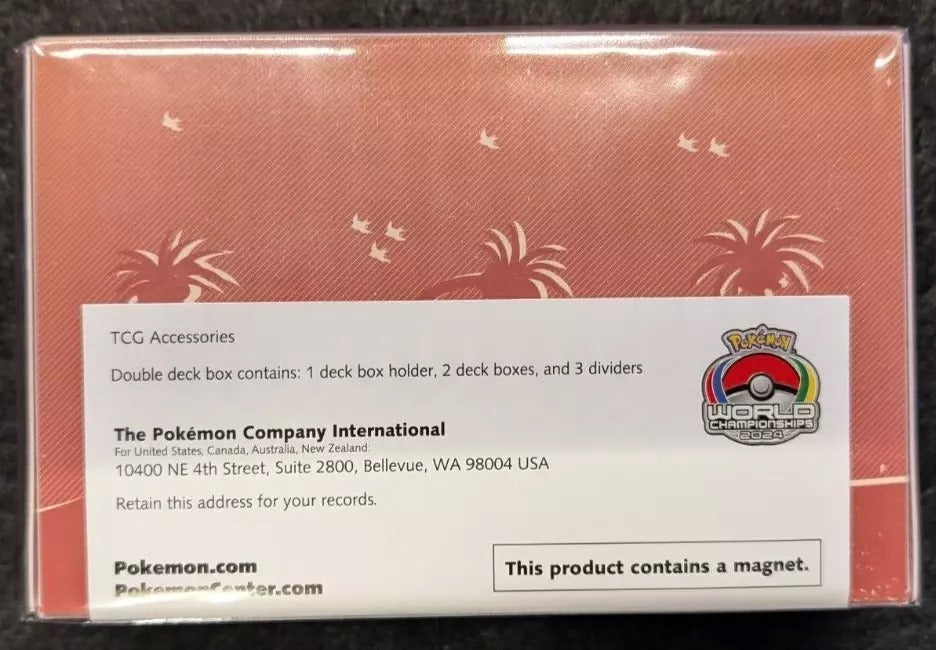 TCG Accessories
Double deck box contains: 1 deck box holder, 2 deck boxes, and 3 dividers
POKéMON
WORLD
CHAMPIONSHIPS
2024
The Pokémon Company International
For United States, Canada, Australia, New Zealand:
10400 NE 4th Street, Suite 2800, Bellevue, WA 98004 USA
Retain this address for your records.
Pokemon.com
PokemonCenter.com
This product contains a magnet.